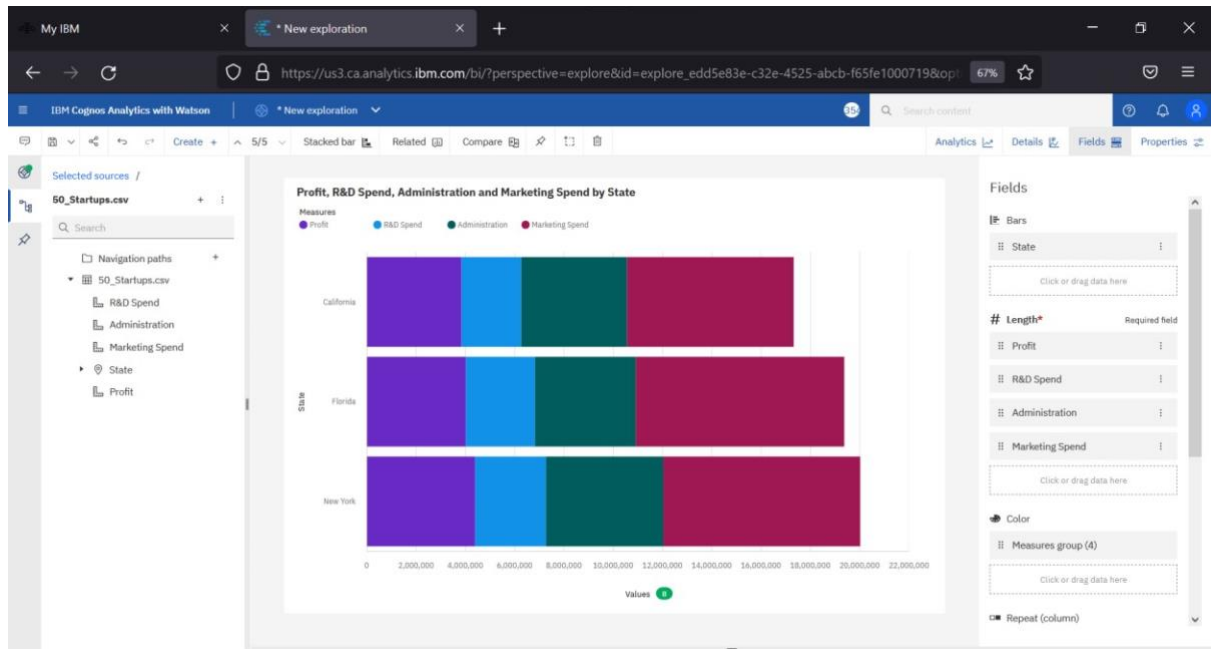 My IBM
* New exploration
https://us3.ca.analytics.ibm.com/bi/?perspective=explore&id=explore_edd5e83e-c32e-4525-abcb-f65fe1000719&opt
67%
IBM Cognos Analytics with Watson
* New exploration
Search content
Create +
5/5
Stacked bar
Related
Compare
Analytics
Details
Fields
Properties
Selected sources /
50_Startups.csv
Search
Navigation paths
50_Startups.csv
R&D Spend
Administration
Marketing Spend
State
Profit
Profit, R&D Spend, Administration and Marketing Spend by State
Measures
Profit R&D Spend Administration Marketing Spend
State
California
Florida
New York
0 2,000,000 4,000,000 6,000,000 8,000,000 10,000,000 12,000,000 14,000,000 16,000,000 18,000,000 20,000,000 22,000,000
Values
Fields
Bars
State
Click or drag data here
# Length* Required field
Profit
R&D Spend
Administration
Marketing Spend
Click or drag data here
Color
Measures group (4)
Click or drag data here
Repeat (column)